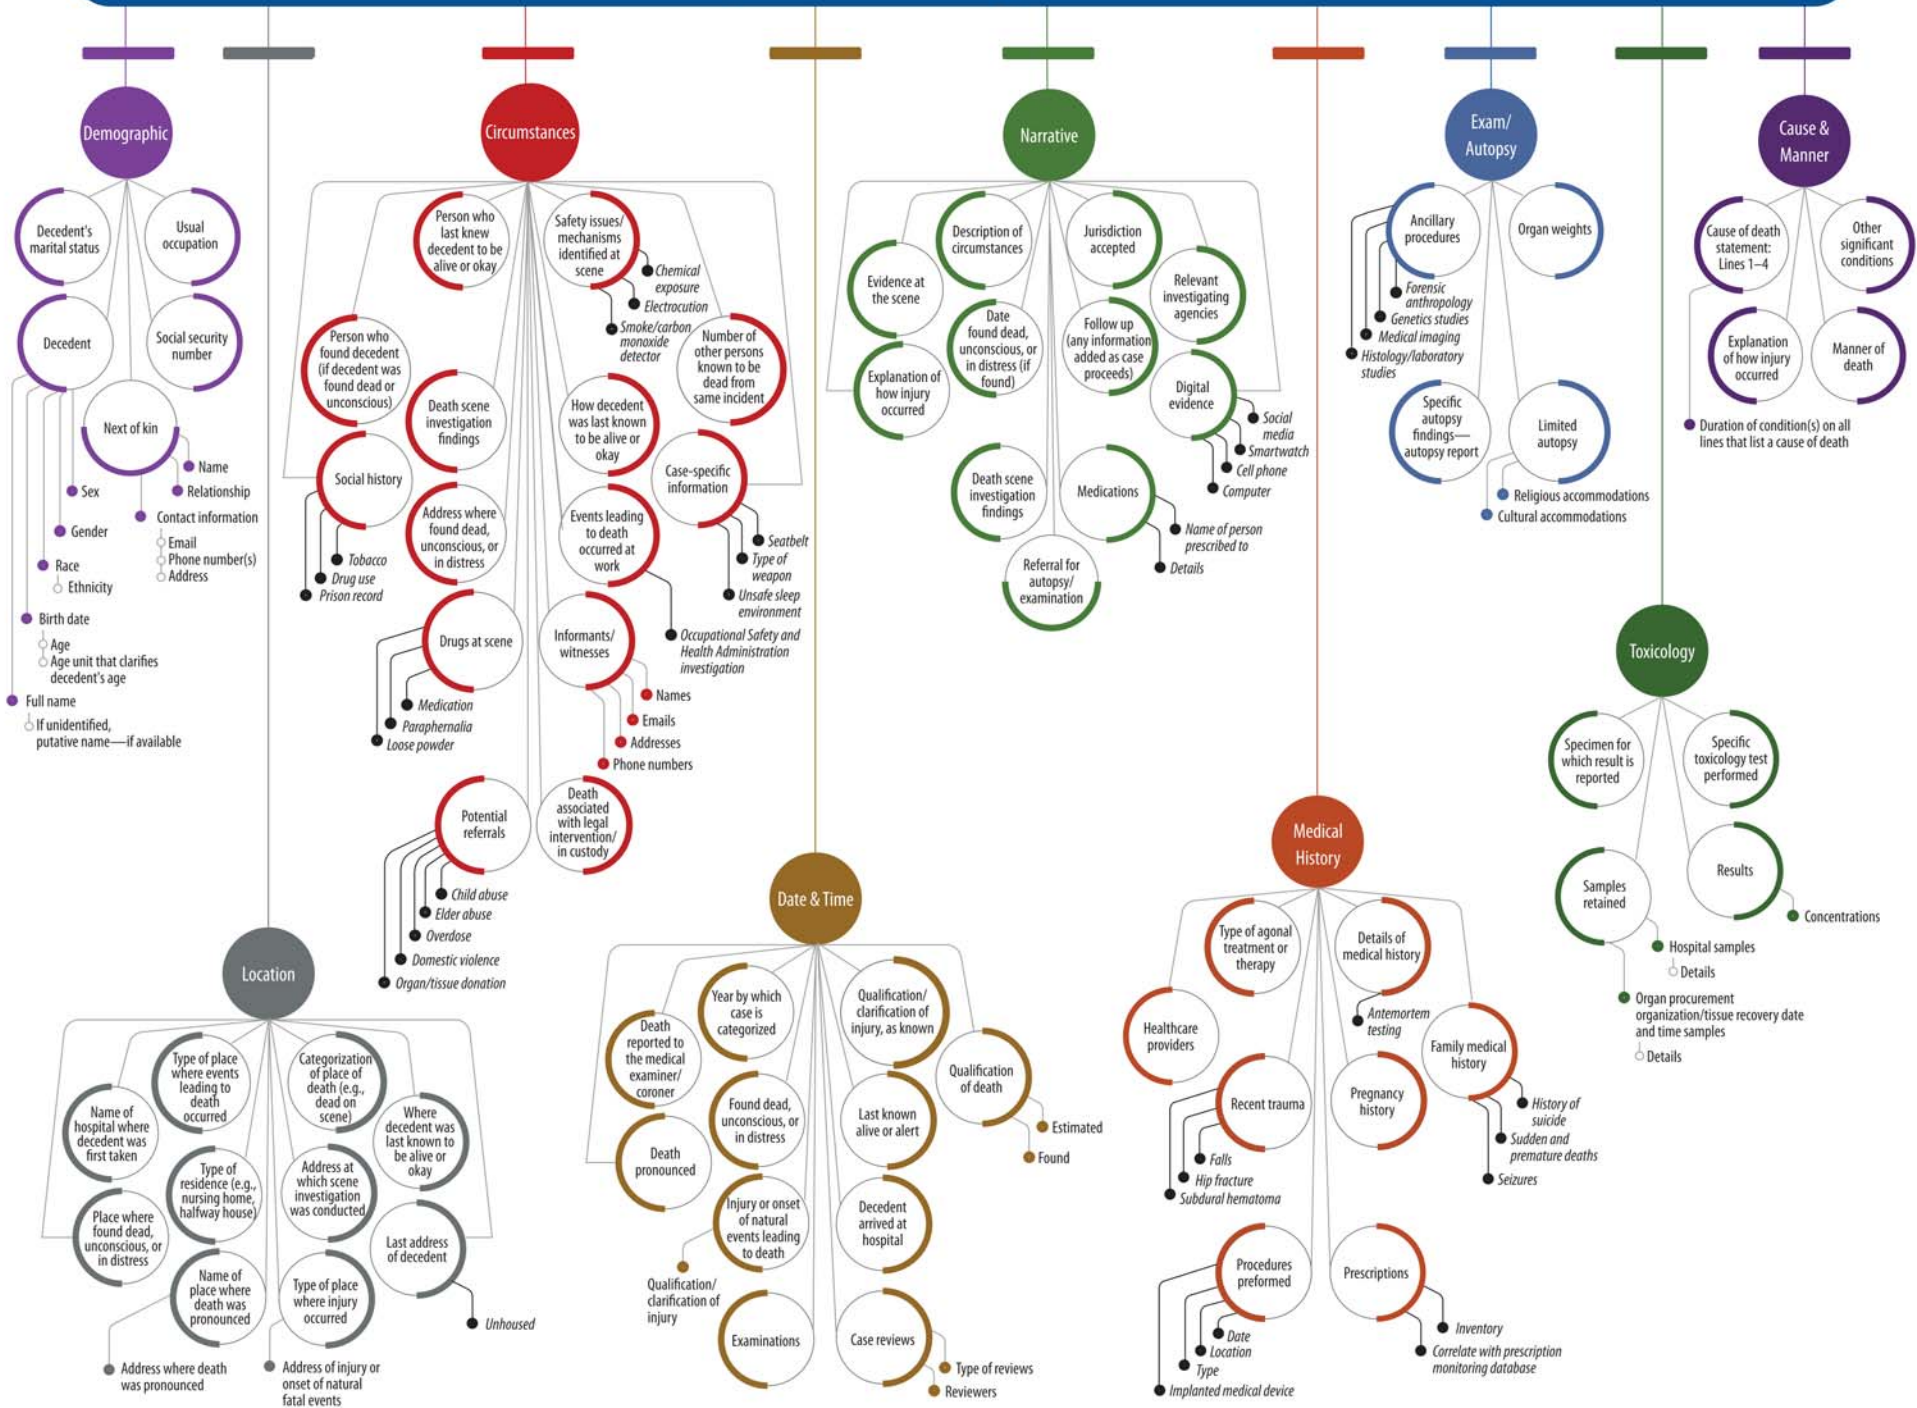 Demographic
Decedent's
marital status
Usual
occupation
Decedent
Social security
number
Next of kin
Name
Relationship
Contact information
Email
Phone number(s)
Address
Sex
Gender
Race
Ethnicity
Birth date
Age
Age unit that clarifies
decedent's age
Full name
If unidentified,
putative name—if available
Location
Type of place
where events
leading to
death
occurred
Categorization
of place of
death (e.g.,
dead on
scene)
Name of
hospital where
decedent was
first taken
Where
decedent was
last known to
be alive or
okay
Type of
residence (e.g.,
nursing home,
halfway house)
Address at
which scene
investigation
was conducted
Place where
found dead,
unconscious, or
in distress
Last address
of decedent
Unhoused
Name of
place where
death was
pronounced
Address where death
was pronounced
Type of place
where injury
occurred
Address of injury or
onset of natural
fatal events
Circumstances
Person who
last knew
decedent to be
alive or okay
Safety issues/
mechanisms
identified at
scene
Chemical
exposure
Electrocution
Smoke/carbon
monoxide
detector
Person who
found decedent
(if decedent was
found dead or
unconscious)
Number of
other persons
known to be
dead from
same incident
Death scene
investigation
findings
How decedent
was last known
to be alive or
okay
Social history
Tobacco
Drug use
Prison record
Case-specific
information
Seatbelt
Type of
weapon
Unsafe sleep
environment
Address where
found dead,
unconscious, or
in distress
Events leading
to death
occurred at
work
Occupational Safety and
Health Administration
investigation
Drugs at scene
Medication
Paraphernalia
Loose powder
Informants/
witnesses
Names
Emails
Addresses
Phone numbers
Potential
referrals
Child abuse
Elder abuse
Overdose
Domestic violence
Organ/tissue donation
Death
associated
with legal
intervention/
in custody
Date & Time
Year by which
case is
categorized
Qualification/
clarification of
injury, as known
Death
reported to
the medical
examiner/
coroner
Qualification
of death
Estimated
Found
Found dead,
unconscious, or
in distress
Last known
alive or alert
Death
pronounced
Injury or onset
of natural
events leading
to death
Qualification/
clarification of
injury
Decedent
arrived at
hospital
Examinations
Case reviews
Type of reviews
Reviewers
Narrative
Description of
circumstances
Jurisdiction
accepted
Evidence at
the scene
Relevant
investigating
agencies
Date
found dead,
unconscious, or
in distress (if
found)
Follow up
(any information
added as case
proceeds)
Explanation of
how injury
occurred
Digital
evidence
Social
media
Smartwatch
Cell phone
Computer
Death scene
investigation
findings
Medications
Name of person
prescribed to
Details
Referral for
autopsy/
examination
Medical
History
Type of agonal
treatment or
therapy
Details of
medical history
Antemortem
testing
Healthcare
providers
Family medical
history
History of
suicide
Sudden and
premature deaths
Seizures
Recent trauma
Falls
Hip fracture
Subdural hematoma
Pregnancy
history
Procedures
preformed
Date
Location
Type
Implanted medical device
Prescriptions
Inventory
Correlate with prescription
monitoring database
Exam/
Autopsy
Ancillary
procedures
Forensic
anthropology
Genetics studies
Medical imaging
Histology/laboratory
studies
Organ weights
Specific
autopsy
findings—
autopsy report
Limited
autopsy
Religious accommodations
Cultural accommodations
Toxicology
Specimen for
which result is
reported
Specific
toxicology test
performed
Samples
retained
Results
Concentrations
Hospital samples
Details
Organ procurement
organization/tissue recovery date
and time samples
Details
Cause &
Manner
Cause of death
statement:
Lines 1–4
Other
significant
conditions
Explanation
of how injury
occurred
Manner of
death
Duration of condition(s) on all
lines that list a cause of death